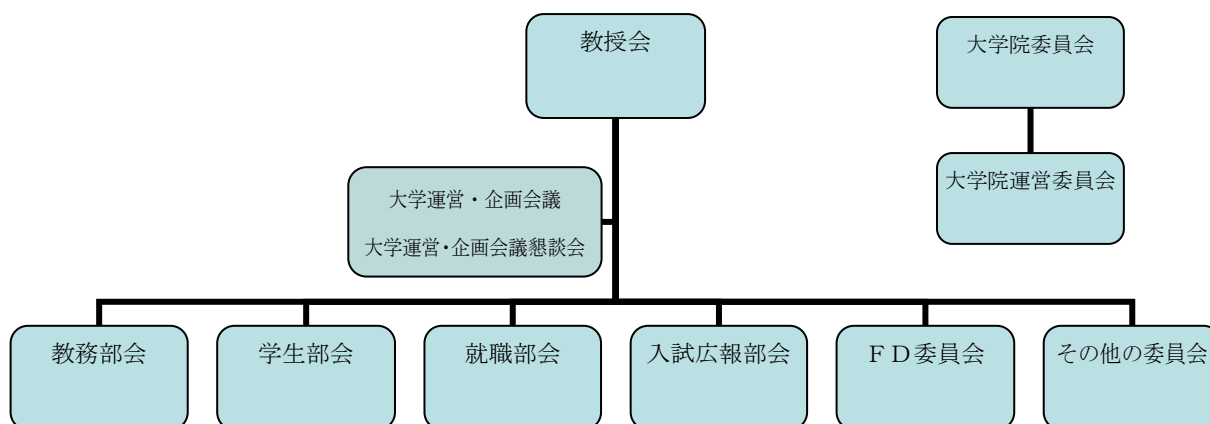 教授会
大学院委員会
大学院運営委員会
大学運営・企画会議
大学運営・企画会議懇談会
教務部会
学生部会
就職部会
入試広報部会
ＦＤ委員会
その他の委員会